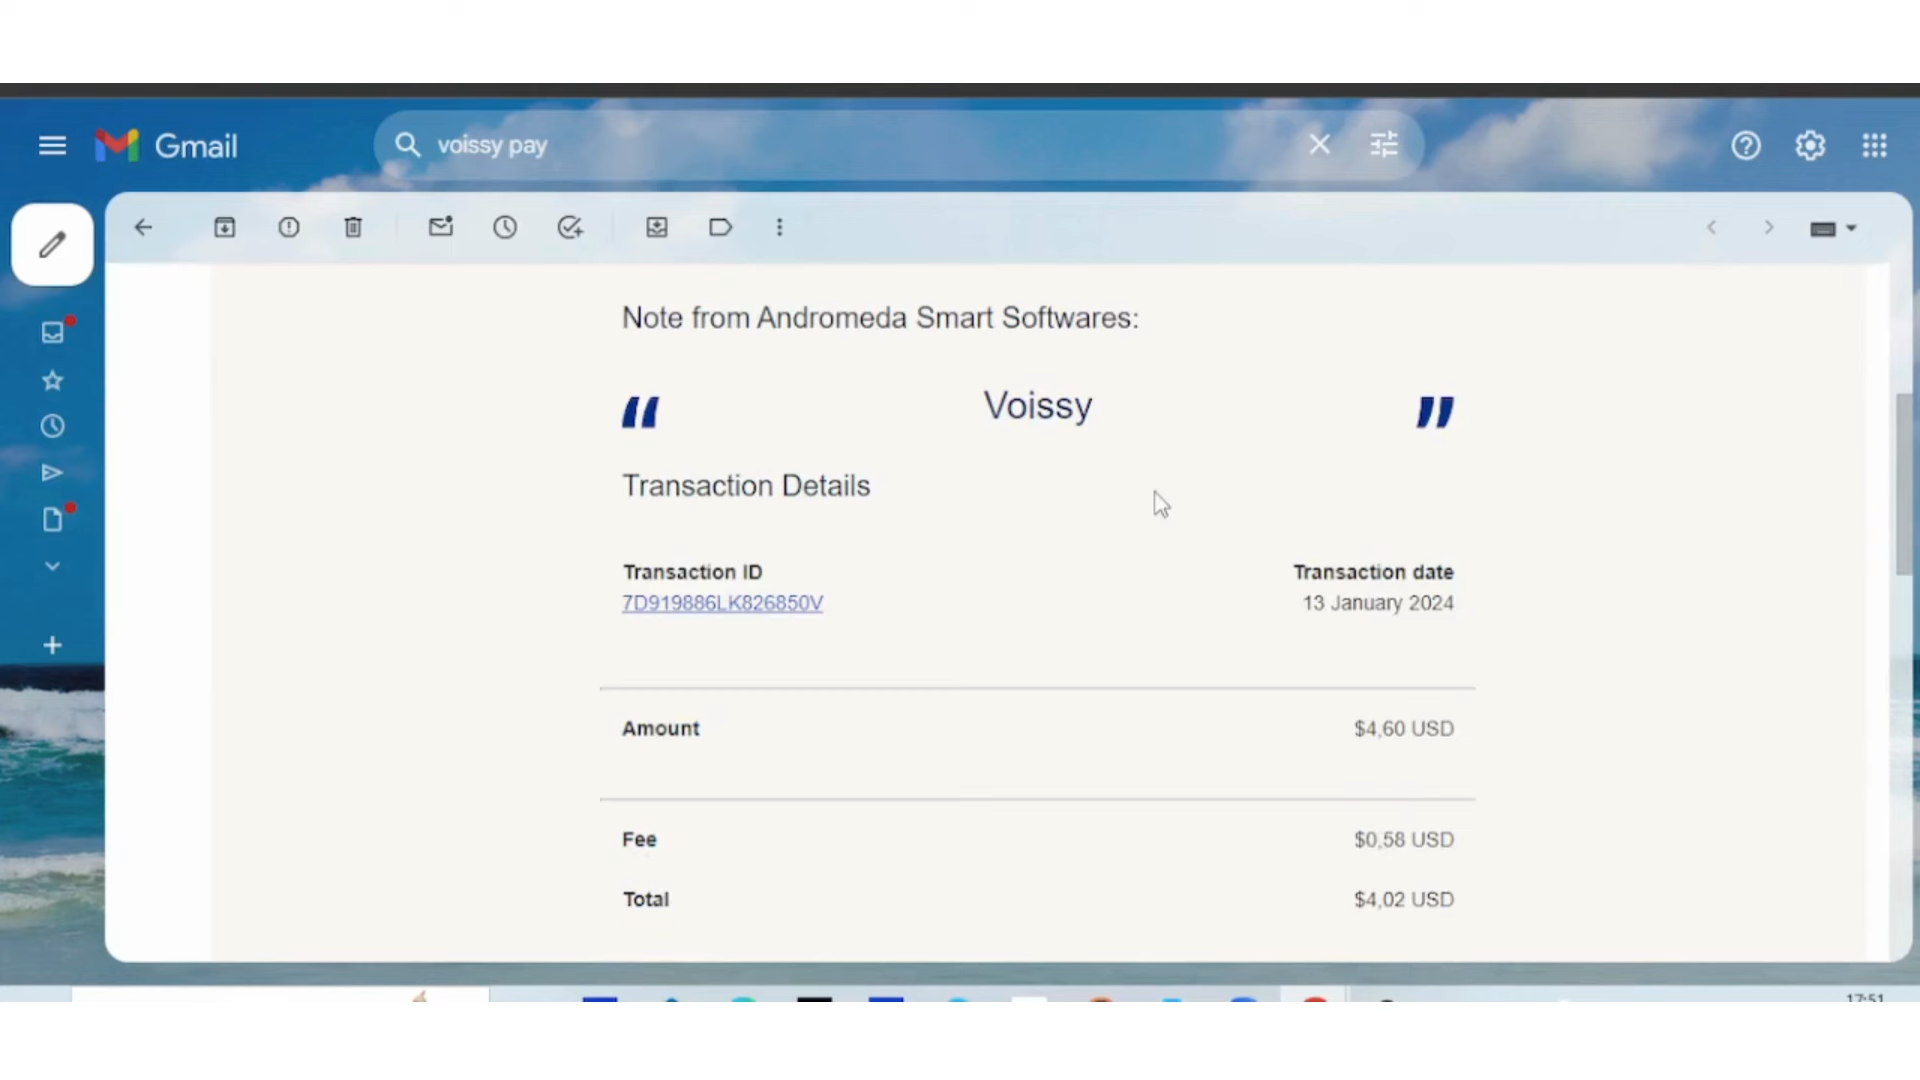 Gmail
voissy pay
Note from Andromeda Smart Softwares:
“ Voissy ”
Transaction Details
Transaction ID
Transaction date
7D919886LK826850V
13 January 2024
Amount
$4,60 USD
Fee
$0,58 USD
Total
$4,02 USD
17:51